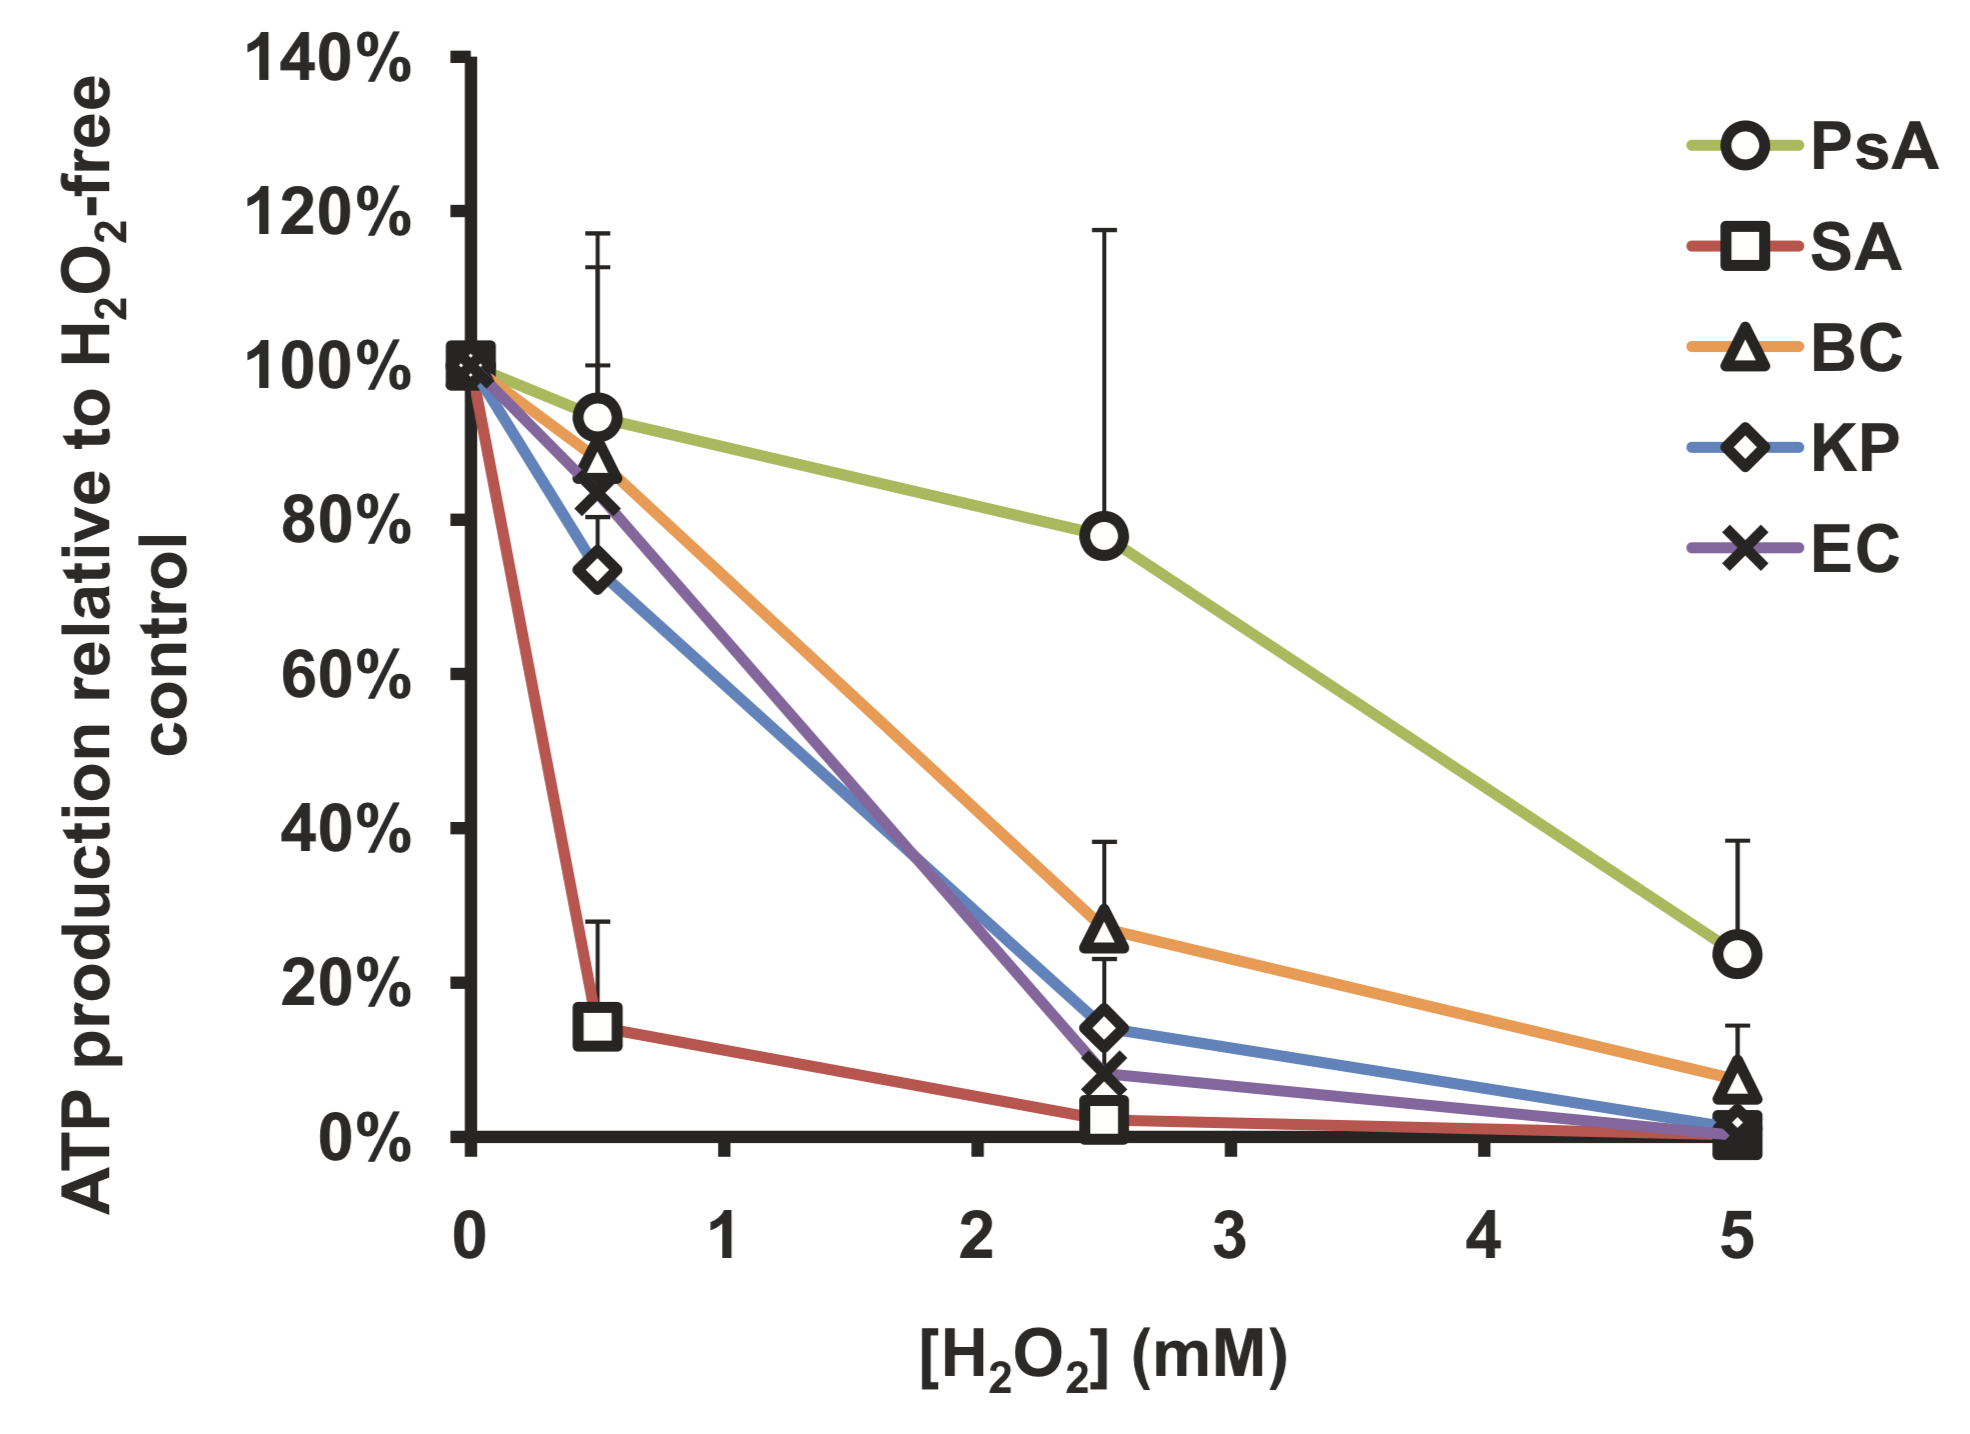 ATP production relative to H₂O₂-free
control
140%
120%
100%
80%
60%
40%
20%
0%
0 1 2 3 4 5
[H₂O₂] (mM)
PsA
SA
BC
KP
EC